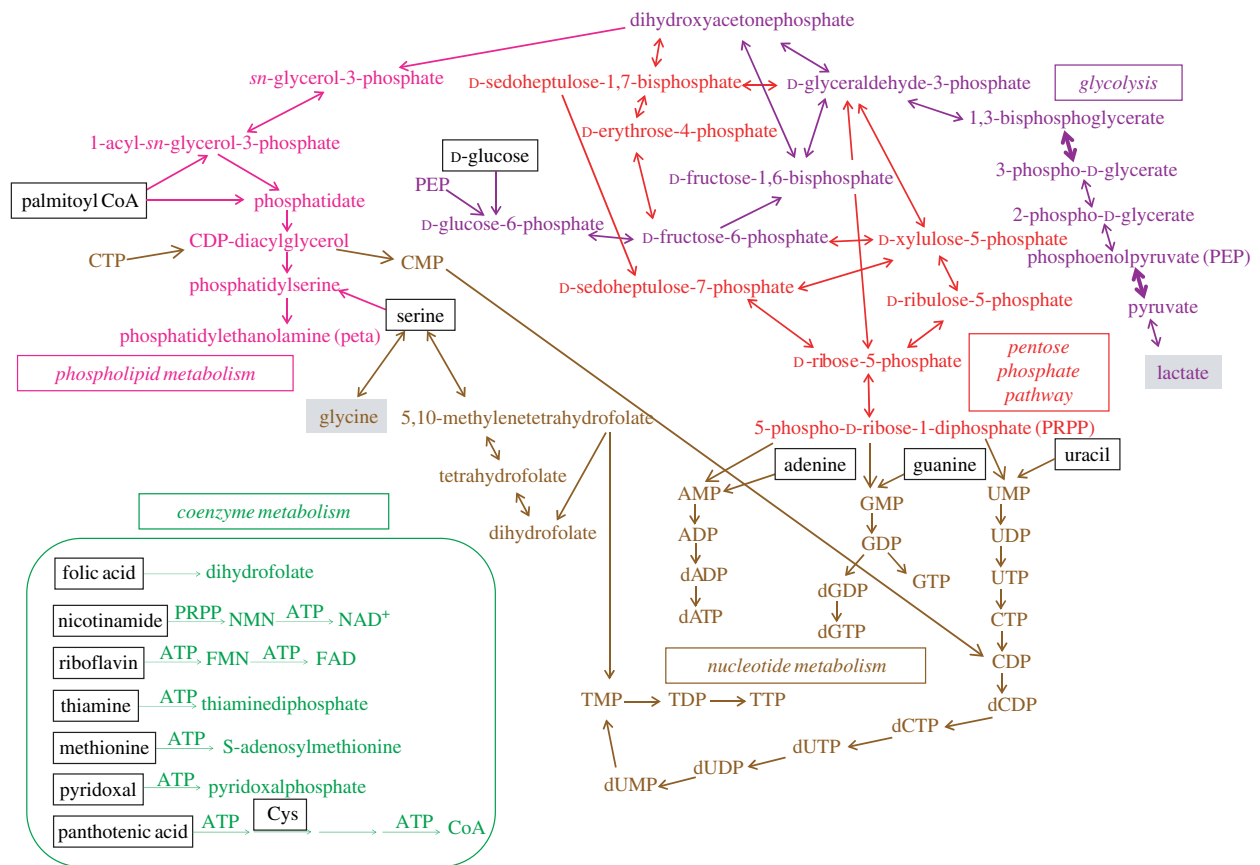 dihydroxyacetonephosphate
sn-glycerol-3-phosphate
D-sedoheptulose-1,7-bisphosphate
D-glyceraldehyde-3-phosphate
glycolysis
1,3-bisphosphoglycerate
D-erythrose-4-phosphate
1-acyl-sn-glycerol-3-phosphate
D-glucose
3-phospho-D-glycerate
PEP
D-fructose-1,6-bisphosphate
palmitoyl CoA
phosphatidate
2-phospho-D-glycerate
D-glucose-6-phosphate
D-fructose-6-phosphate
D-xylulose-5-phosphate
CDP-diacylglycerol
CTP
CMP
phosphoenolpyruvate (PEP)
phosphatidylserine
D-sedoheptulose-7-phosphate
D-ribulose-5-phosphate
pyruvate
serine
phosphatidylethanolamine (peta)
D-ribose-5-phosphate
pentose
phosphate
pathway
phospholipid metabolism
lactate
glycine
5,10-methylenetetrahydrofolate
5-phospho-D-ribose-1-diphosphate (PRPP)
adenine
guanine
uracil
tetrahydrofolate
AMP
GMP
UMP
coenzyme metabolism
dihydrofolate
ADP
GDP
UDP
folic acid
dihydrofolate
dADP
dGDP
GTP
UTP
nicotinamide
PRPP
NMN
ATP
NAD+
dATP
dGTP
CTP
riboflavin
ATP
FMN
ATP
FAD
nucleotide metabolism
CDP
thiamine
ATP
thiaminediphosphate
TMP
TDP
TTP
dCDP
dCTP
methionine
ATP
S-adenosylmethionine
dUTP
dUDP
dUMP
pyridoxal
ATP
pyridoxalphosphate
panthotenic acid
ATP
Cys
ATP
CoA